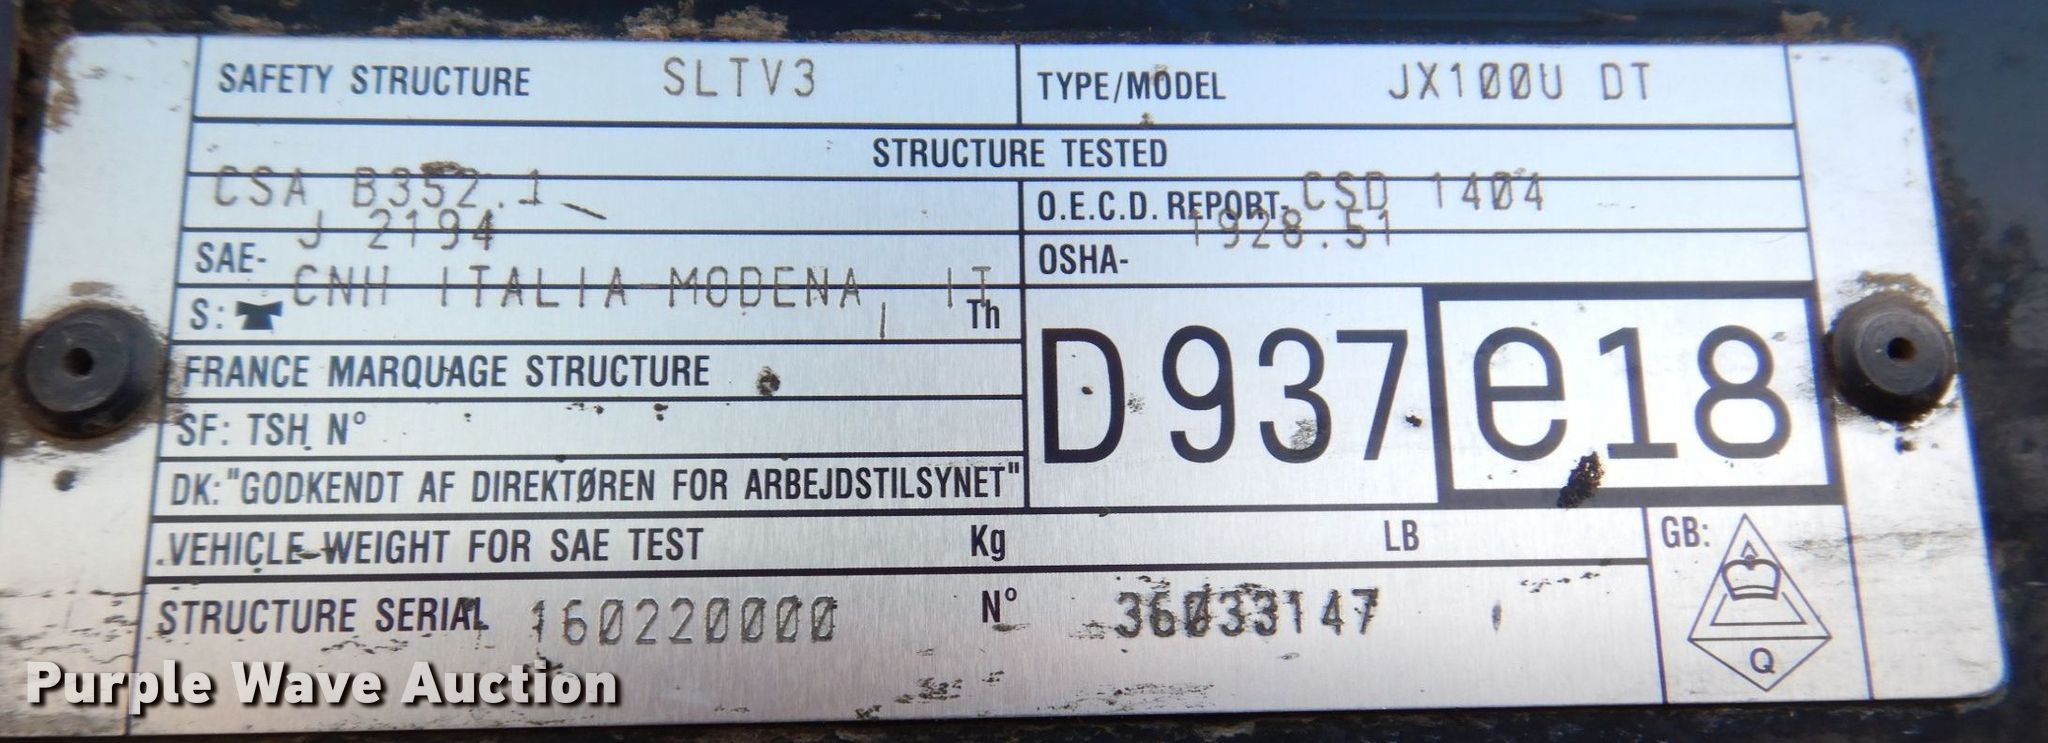 SAFETY STRUCTURE SLTV3 TYPE/MODEL JX100U DT
STRUCTURE TESTED
CSA B352.1 O.E.C.D. REPORT- CSD 1404
SAE- J 2194 OSHA- 1928.51
CNH ITALIA-MODENA, IT
S: Th
D937 e18
FRANCE MARQUAGE STRUCTURE
SF: TSH N°
DK: "GODKENDT AF DIREKTØREN FOR ARBEJDSTILSYNET"
VEHICLE WEIGHT FOR SAE TEST Kg LB GB:
STRUCTURE SERIAL 160220000 N° 36033147
Q
Purple Wave Auction